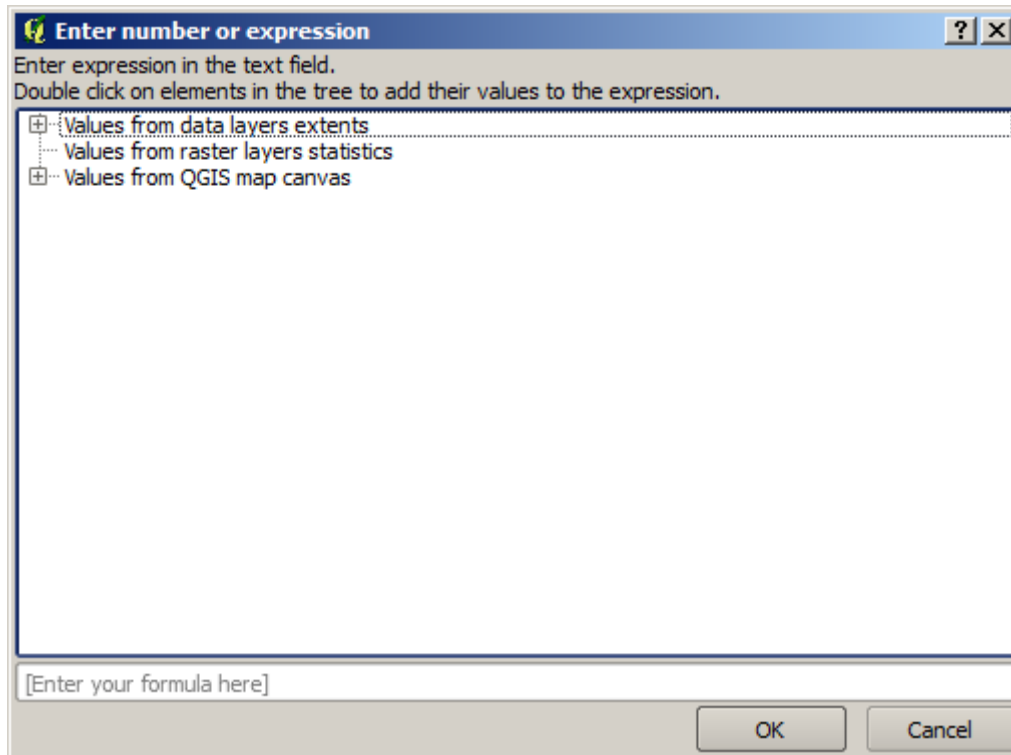 Enter number or expression
Enter expression in the text field.
Double click on elements in the tree to add their values to the expression.
Values from data layers extents
Values from raster layers statistics
Values from QGIS map canvas
[Enter your formula here]
OK Cancel